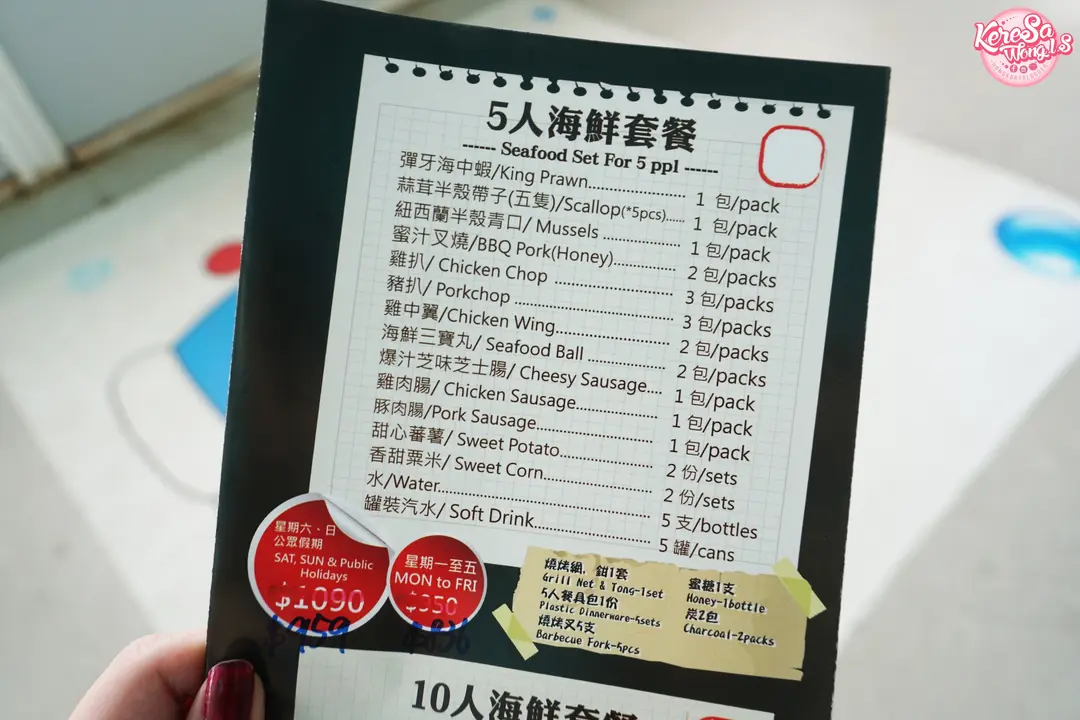 KereSa
Wong!.S
5人海鮮套餐
------ Seafood Set For 5 ppl ------
彈牙海中蝦/King Prawn.................... 1 包/pack
蒜茸半殼帶子(五隻)/Scallop(*5pcs)...... 1 包/pack
紐西蘭半殼青口/ Mussels .................. 1 包/pack
蜜汁叉燒/BBQ Pork(Honey)............... 2 包/packs
雞扒/ Chicken Chop ........................ 3 包/packs
豬扒/ Porkchop ................................ 3 包/packs
雞中翼/Chicken Wing........................ 2 包/packs
海鮮三寶丸/ Seafood Ball ................. 2 包/packs
爆汁芝味芝士腸/ Cheesy Sausage... 1 包/pack
雞肉腸/ Chicken Sausage................. 1 包/pack
豚肉腸/Pork Sausage........................ 1 包/pack
甜心蕃薯/ Sweet Potato................... 2 份/sets
香甜粟米/ Sweet Corn...................... 2 份/sets
水/Water............................................ 5 支/bottles
罐裝汽水/ Soft Drink........................ 5 罐/cans
星期六、日
公眾假期
SAT, SUN & Public
Holidays
$1090
$959
星期一至五
MON to FRI
$950
$836
燒烤網，鉗1套
Grill Net & Tong-1set
5人餐具包1份
Plastic Dinnerware-5sets
燒烤叉5支
Barbecue Fork-5pcs
蜜糖1支
Honey-1bottle
炭2包
Charcoal-2packs
10人海鮮套餐